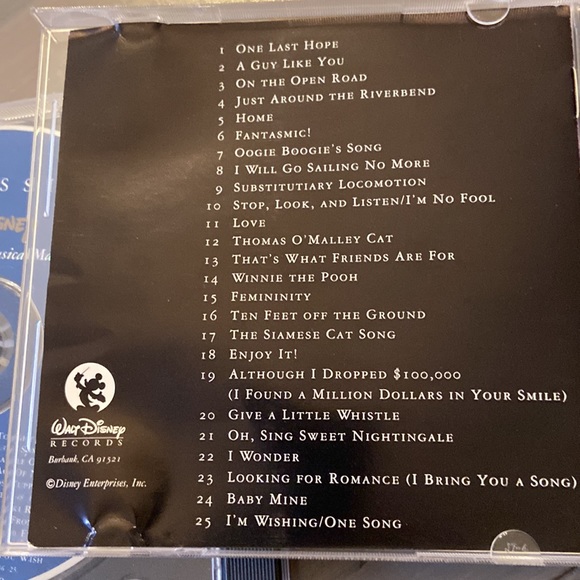 1 One Last Hope
2 A Guy Like You
3 On the Open Road
4 Just Around the Riverbend
5 Home
6 Fantasmic!
7 Oogie Boogie's Song
8 I Will Go Sailing No More
9 Substitutiary Locomotion
10 Stop, Look, and Listen/I'm No Fool
11 Love
12 Thomas O'Malley Cat
13 That's What Friends Are For
14 Winnie the Pooh
15 Femininity
16 Ten Feet off the Ground
17 The Siamese Cat Song
18 Enjoy It!
19 Although I Dropped $100,000
(I Found a Million Dollars in Your Smile)
20 Give a Little Whistle
21 Oh, Sing Sweet Nightingale
22 I Wonder
23 Looking for Romance (I Bring You a Song)
24 Baby Mine
25 I'm Wishing/One Song
Walt Disney
RECORDS
Burbank, CA 91521
©Disney Enterprises, Inc.